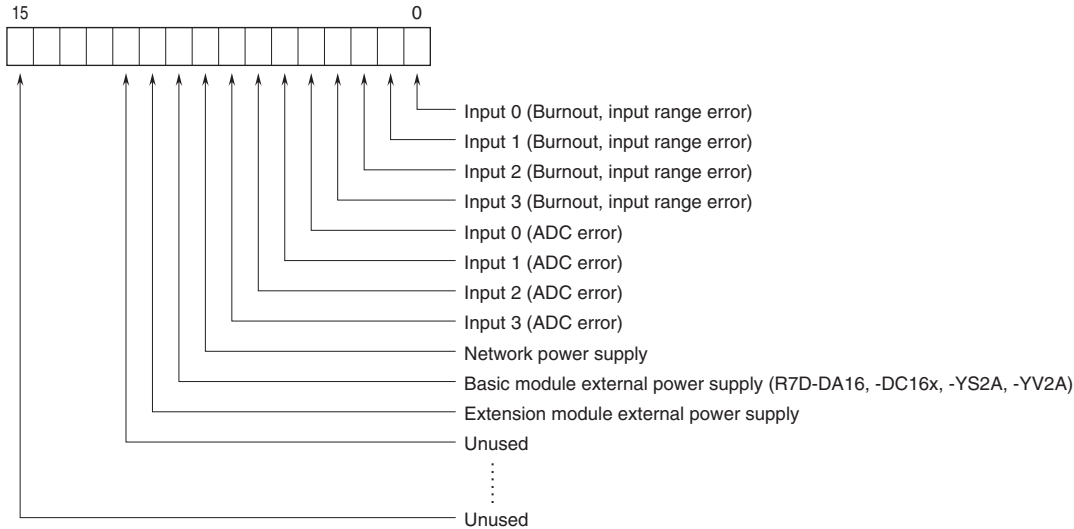 15 0
Input 0 (Burnout, input range error)
Input 1 (Burnout, input range error)
Input 2 (Burnout, input range error)
Input 3 (Burnout, input range error)
Input 0 (ADC error)
Input 1 (ADC error)
Input 2 (ADC error)
Input 3 (ADC error)
Network power supply
Basic module external power supply (R7D-DA16, -DC16x, -YS2A, -YV2A)
Extension module external power supply
Unused
Unused